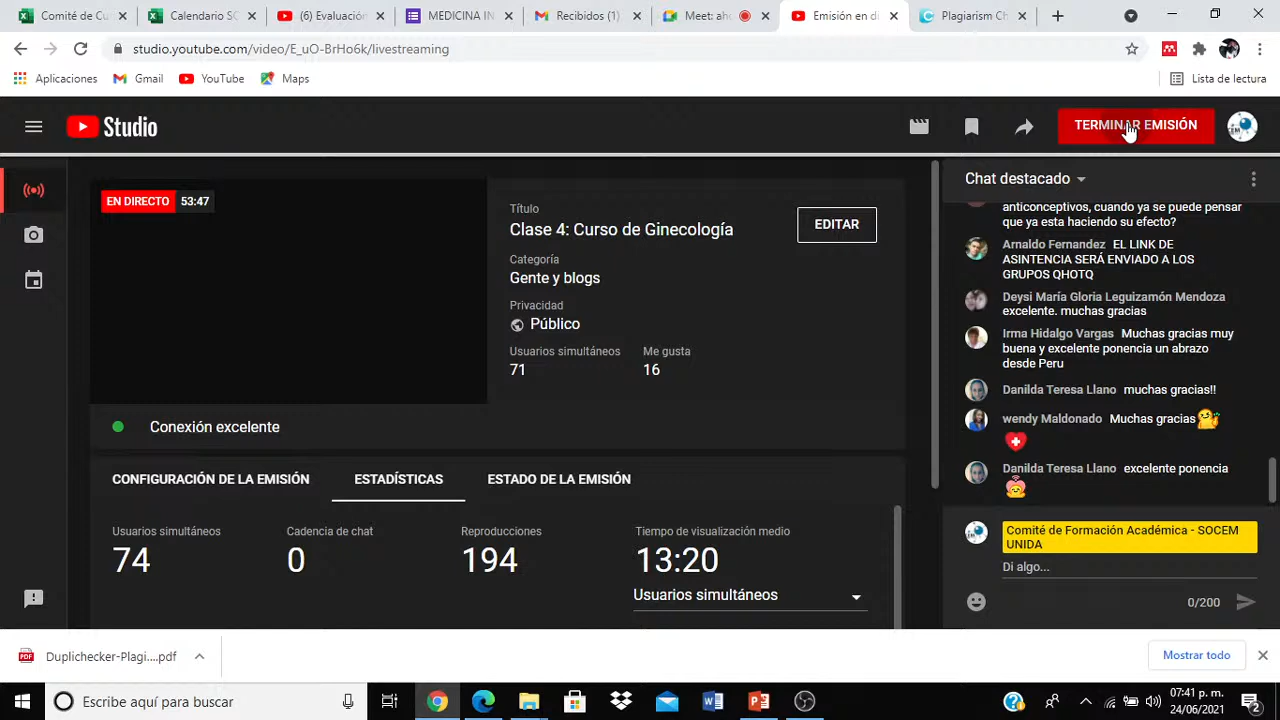 Comité de Cu
Calendario SC
(6) Evaluación
MEDICINA IN
Recibidos (1)
Meet: ah
Emisión en di
Plagiarism Ch
studio.youtube.com/video/E_uO-BrHo6k/livestreaming
Aplicaciones
Gmail
YouTube
Maps
Lista de lectura
Studio
TERMINAR EMISIÓN
EN DIRECTO 53:47
Título
Clase 4: Curso de Ginecología
EDITAR
Categoría
Gente y blogs
Privacidad
Público
Usuarios simultáneos
71
Me gusta
16
Conexión excelente
CONFIGURACIÓN DE LA EMISIÓN
ESTADÍSTICAS
ESTADO DE LA EMISIÓN
Usuarios simultáneos
74
Cadencia de chat
0
Reproducciones
194
Tiempo de visualización medio
13:20
Usuarios simultáneos
Chat destacado
anticonceptivos, cuando ya se puede pensar
que ya esta haciendo su efecto?
Arnaldo Fernandez EL LINK DE
ASINTENCIA SERÁ ENVIADO A LOS
GRUPOS QHOTQ
Deysi María Gloria Leguizamón Mendoza
excelente. muchas gracias
Irma Hidalgo Vargas Muchas gracias muy
buena y excelente ponencia un abrazo
desde Peru
Danilda Teresa Llano muchas gracias!!
wendy Maldonado Muchas gracias
Danilda Teresa Llano excelente ponencia
Comité de Formación Académica - SOCEM
UNIDA
Di algo...
0/200
Duplichecker-Plagi....pdf
Mostrar todo
Escribe aquí para buscar
07:41 p. m.
24/06/2021
2